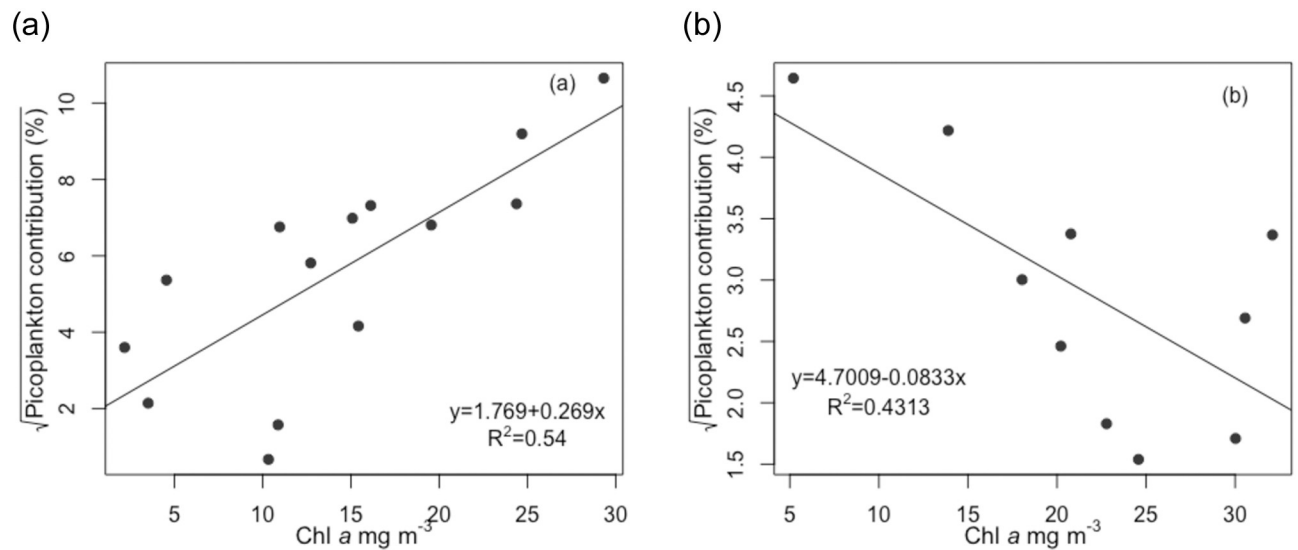 (a)
(b)
(a)
√Picoplankton contribution (%)
10
8
6
4
2
y=1.769+0.269x
R²=0.54
5 10 15 20 25 30
Chl a mg m⁻³
(b)
√Picoplankton contribution (%)
4.5
4.0
3.5
3.0
2.5
2.0
1.5
y=4.7009-0.0833x
R²=0.4313
5 10 15 20 25 30
Chl a mg m⁻³